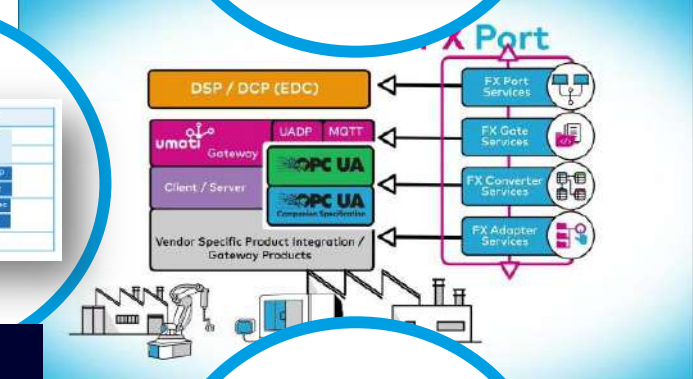 FX Port
DSP / DCP (EDC)
FX Port
Services
umati
Gateway
UADP
MQTT
FX Gate
Services
OPC UA
Client / Server
OPC UA
Companion Specification
FX Converter
Services
Vendor Specific Product Integration /
Gateway Products
FX Adapter
Services